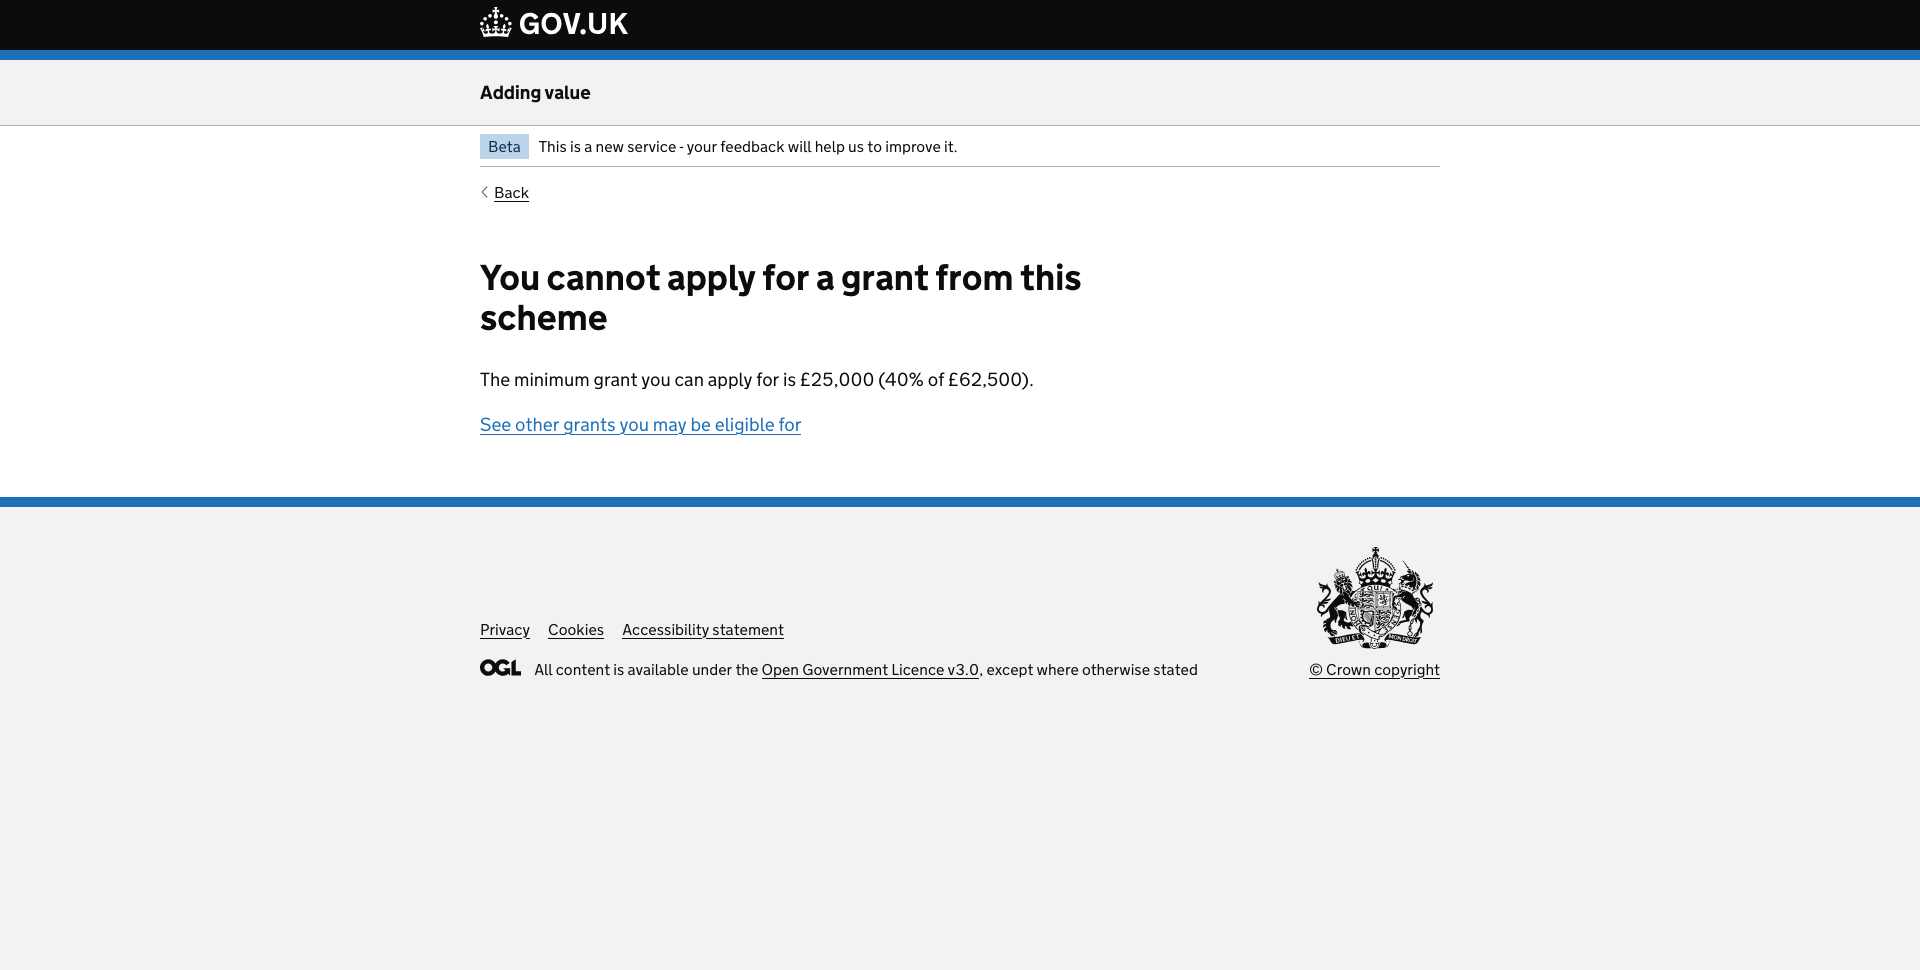 GOV.UK
Adding value
Beta This is a new service - your feedback will help us to improve it.
Back
You cannot apply for a grant from this
scheme
The minimum grant you can apply for is £25,000 (40% of £62,500).
See other grants you may be eligible for
Privacy Cookies Accessibility statement
OGL All content is available under the Open Government Licence v3.0, except where otherwise stated
DIEU ET MON DROIT
© Crown copyright